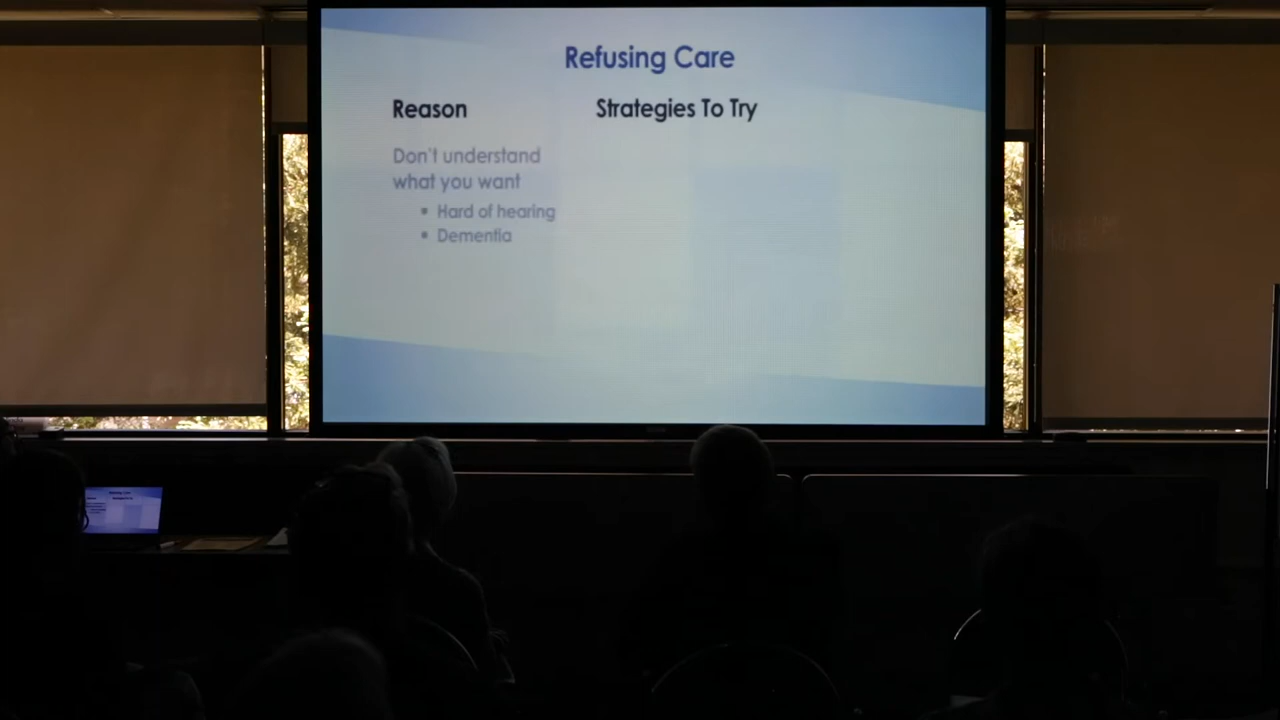 Refusing Care
Reason
Strategies To Try
Don't understand
what you want
▪ Hard of hearing
▪ Dementia